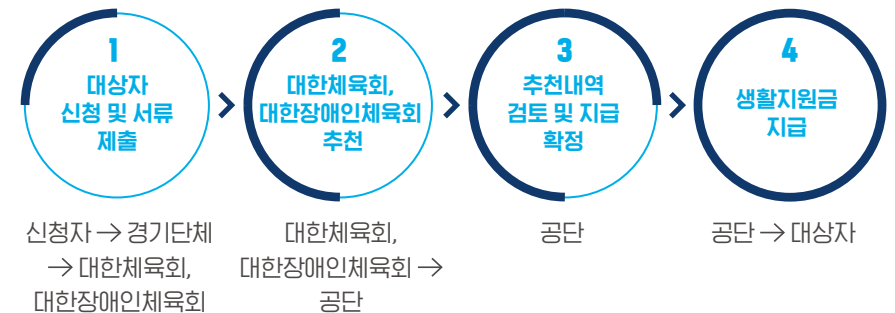 1
대상자
신청 및 서류
제출
2
대한체육회,
대한장애인체육회
추천
3
추천내역
검토 및 지급
확정
4
생활지원금
지급
신청자 → 경기단체
→ 대한체육회,
대한장애인체육회
대한체육회,
대한장애인체육회 →
공단
공단
공단 → 대상자